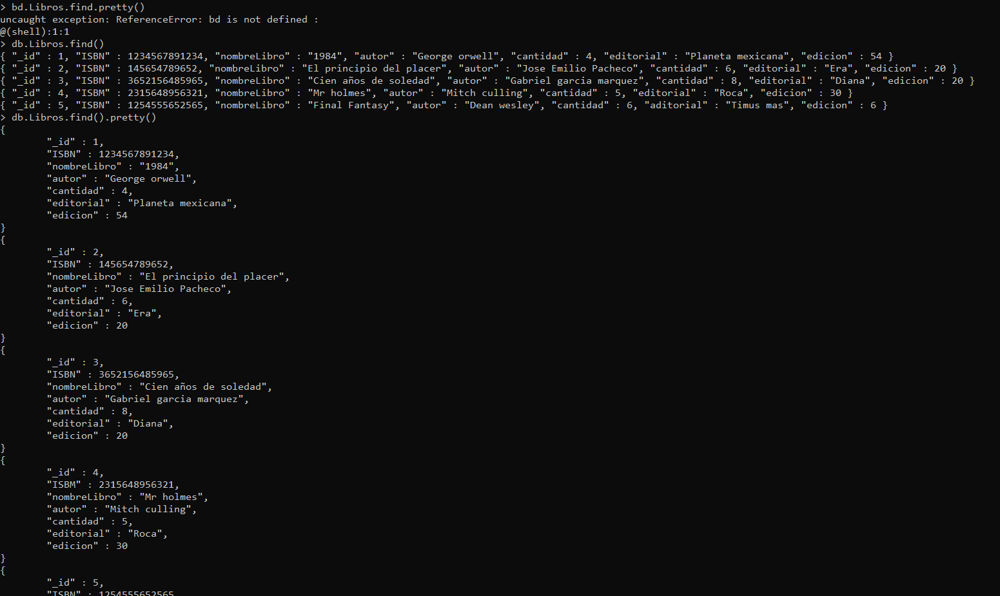 > bd.Libros.find.pretty()
uncaught exception: ReferenceError: bd is not defined :
@(shell):1:1
> db.Libros.find()
{ "_id" : 1, "ISBN" : 1234567891234, "nombreLibro" : "1984", "autor" : "George orwell", "cantidad" : 4, "editorial" : "Planeta mexicana", "edicion" : 54 }
{ "_id" : 2, "ISBN" : 145654789652, "nombreLibro" : "El principio del placer", "autor" : "Jose Emilio Pacheco", "cantidad" : 6, "editorial" : "Era", "edicion" : 20 }
{ "_id" : 3, "ISBN" : 3652156485965, "nombreLibro" : "Cien años de soledad", "autor" : "Gabriel garcia marquez", "cantidad" : 8, "editorial" : "Diana", "edicion" : 20 }
{ "_id" : 4, "ISBM" : 2315648956321, "nombreLibro" : "Mr holmes", "autor" : "Mitch culling", "cantidad" : 5, "editorial" : "Roca", "edicion" : 30 }
{ "_id" : 5, "ISBN" : 1254555652565, "nombreLibro" : "Final Fantasy", "autor" : "Dean wesley", "cantidad" : 6, "aditorial" : "Timus mas", "edicion" : 6 }
> db.Libros.find().pretty()
{
"_id" : 1,
"ISBN" : 1234567891234,
"nombreLibro" : "1984",
"autor" : "George orwell",
"cantidad" : 4,
"editorial" : "Planeta mexicana",
"edicion" : 54
}
{
"_id" : 2,
"ISBN" : 145654789652,
"nombreLibro" : "El principio del placer",
"autor" : "Jose Emilio Pacheco",
"cantidad" : 6,
"editorial" : "Era",
"edicion" : 20
}
{
"_id" : 3,
"ISBN" : 3652156485965,
"nombreLibro" : "Cien años de soledad",
"autor" : "Gabriel garcia marquez",
"cantidad" : 8,
"editorial" : "Diana",
"edicion" : 20
}
{
"_id" : 4,
"ISBM" : 2315648956321,
"nombreLibro" : "Mr holmes",
"autor" : "Mitch culling",
"cantidad" : 5,
"editorial" : "Roca",
"edicion" : 30
}
{
"_id" : 5,
"ISBN" : 1254555652565